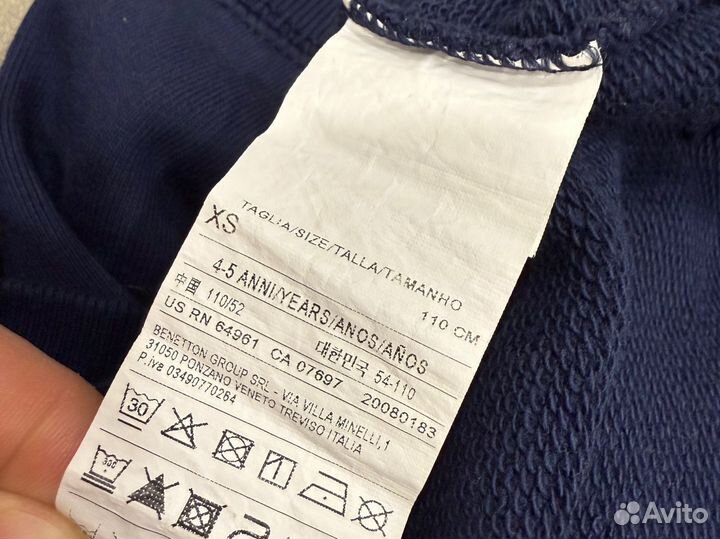 TAGLIA/SIZE/TALLA/TAMANHO
XS 110 CM
4-5 ANNI/YEARS/ANOS/AÑOS
中国 110/52 대한민국 54-110
US RN 64961 CA 07697 20080183
BENETTON GROUP SRL - VIA VILLA MINELLI,1
31050 PONZANO VENETO TREVISO ITALIA
P.iva 03490770264
30
Avito